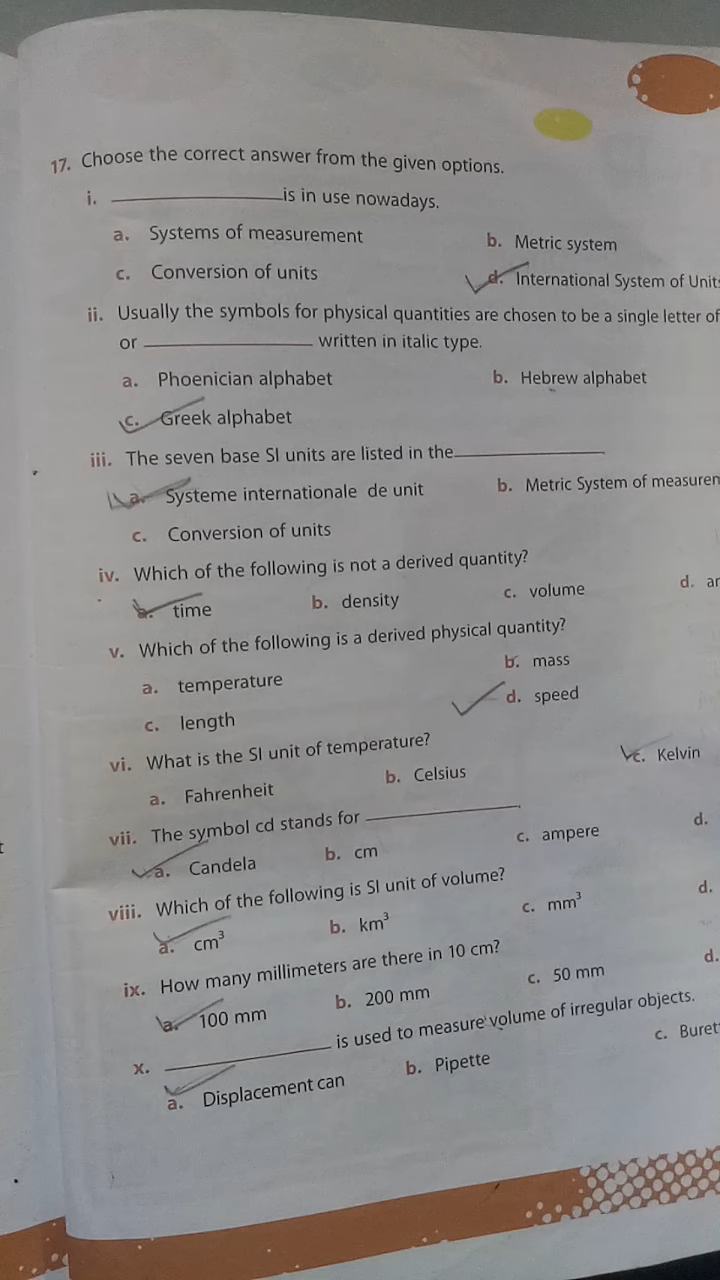 17. Choose the correct answer from the given options.
i. ______________ is in use nowadays.
a. Systems of measurement b. Metric system
c. Conversion of units d. International System of Units
ii. Usually the symbols for physical quantities are chosen to be a single letter of
or ______________ written in italic type.
a. Phoenician alphabet b. Hebrew alphabet
c. Greek alphabet
iii. The seven base SI units are listed in the ______________
a. Systeme internationale de unit b. Metric System of measurem
c. Conversion of units
iv. Which of the following is not a derived quantity?
a. time b. density c. volume d. ar
v. Which of the following is a derived physical quantity?
a. temperature b. mass
c. length d. speed
vi. What is the SI unit of temperature?
a. Fahrenheit b. Celsius c. Kelvin
vii. The symbol cd stands for ______________.
a. Candela b. cm c. ampere d.
viii. Which of the following is SI unit of volume?
a. cm³ b. km³ c. mm³ d.
ix. How many millimeters are there in 10 cm?
a. 100 mm b. 200 mm c. 50 mm d.
x. ______________ is used to measure volume of irregular objects.
a. Displacement can b. Pipette c. Buret